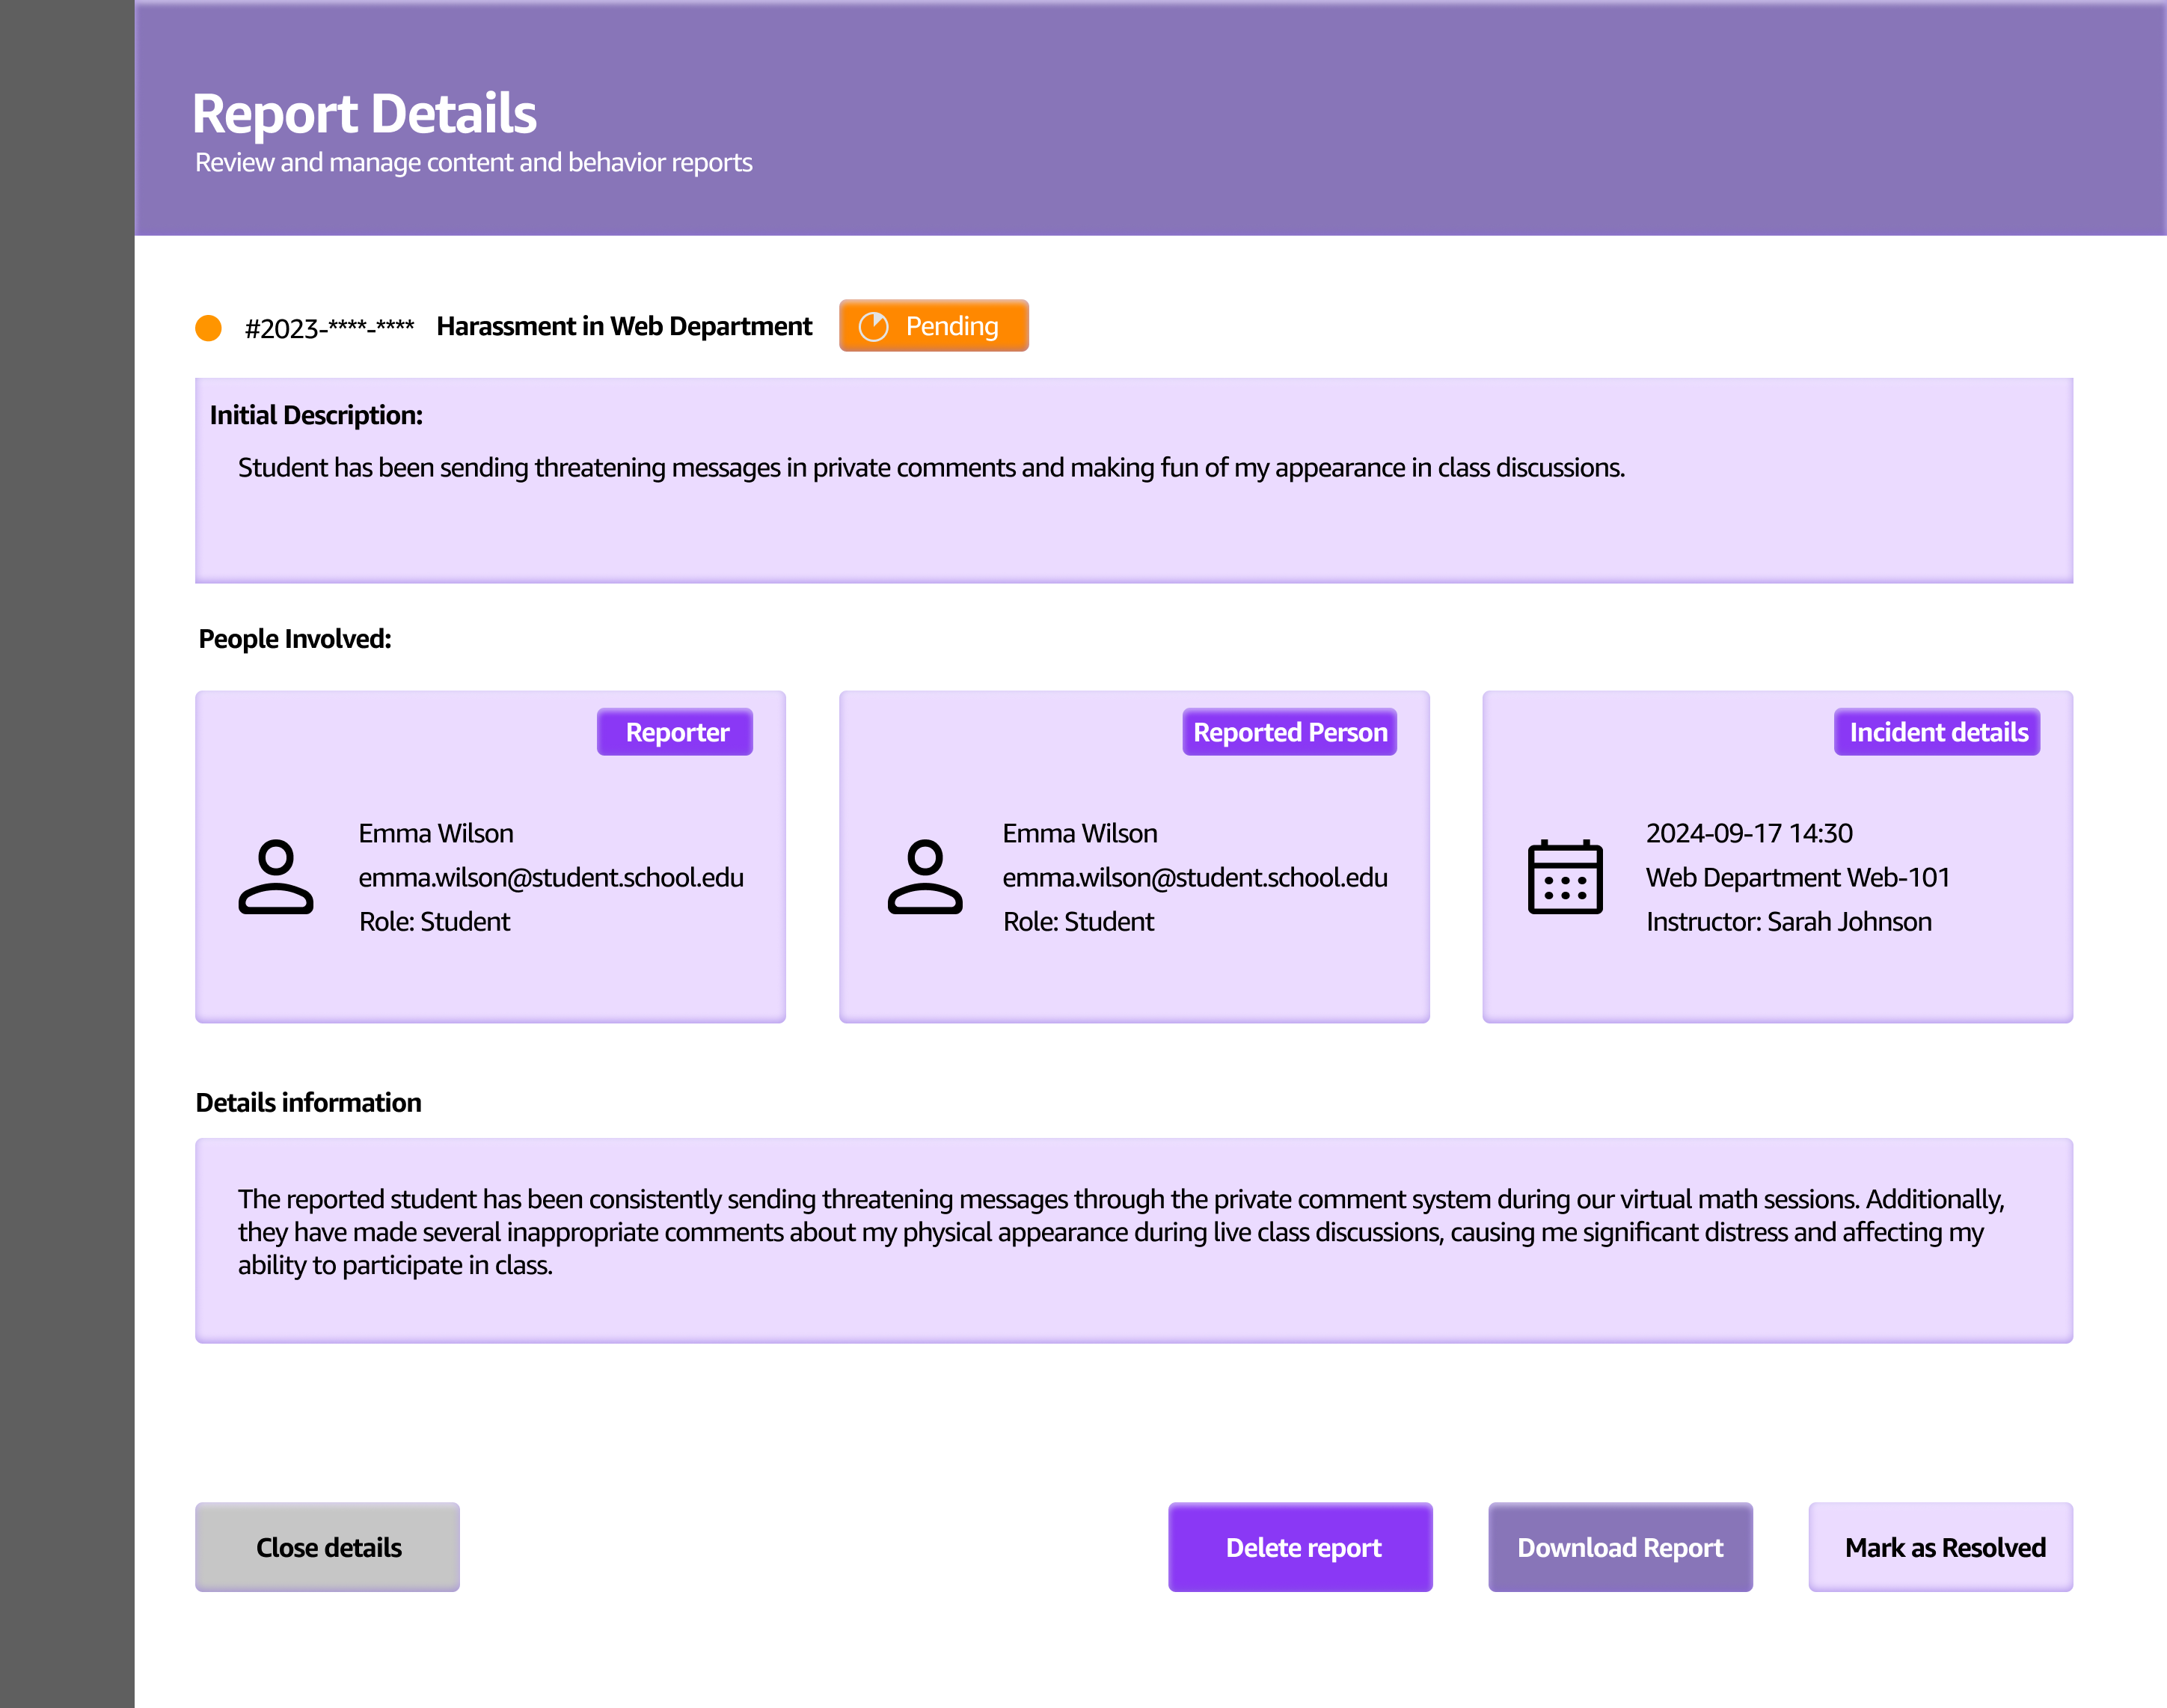 Report Details
Review and manage content and behavior reports
#2023-****-**** Harassment in Web Department Pending
Initial Description:
Student has been sending threatening messages in private comments and making fun of my appearance in class discussions.
People Involved:
Reporter
Emma Wilson
emma.wilson@student.school.edu
Role: Student
Reported Person
Emma Wilson
emma.wilson@student.school.edu
Role: Student
Incident details
2024-09-17 14:30
Web Department Web-101
Instructor: Sarah Johnson
Details information
The reported student has been consistently sending threatening messages through the private comment system during our virtual math sessions. Additionally,
they have made several inappropriate comments about my physical appearance during live class discussions, causing me significant distress and affecting my
ability to participate in class.
Close details
Delete report
Download Report
Mark as Resolved